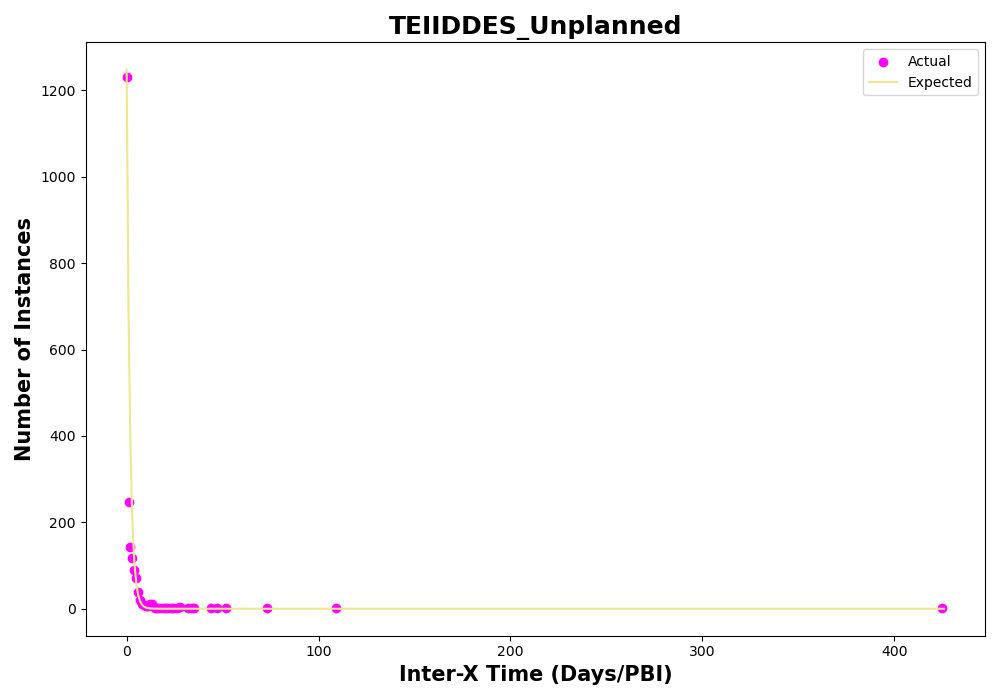 TEIIDDES_Unplanned
Actual
Expected
1200
1000
800
600
400
200
0
Number of Instances
0 100 200 300 400
Inter-X Time (Days/PBI)